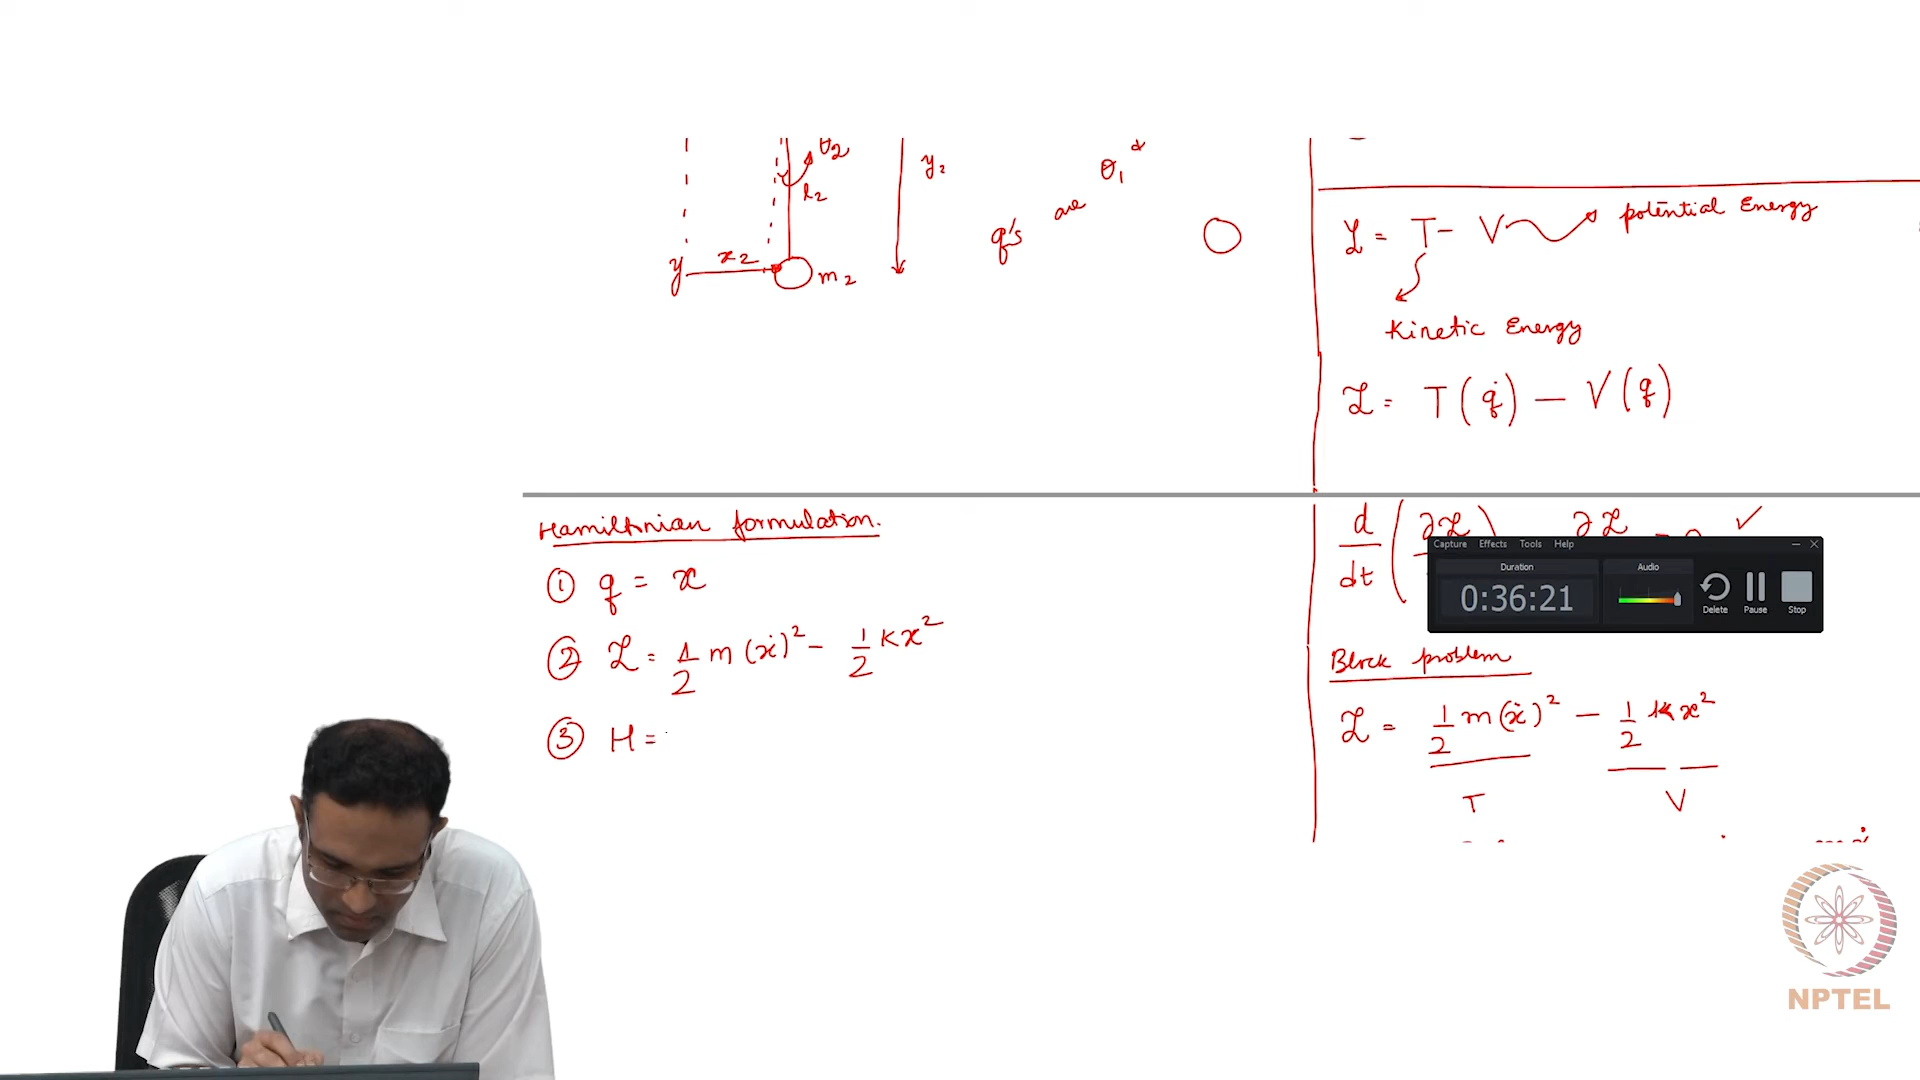 θ2
l2
y2
q's are θ1 &
y
x2
m2
Hamiltonian formulation.
① q = x
② ℒ = 1/2 m (ẋ)² - 1/2 kx²
③ H =
ℒ = T - V potential Energy
Kinetic Energy
ℒ = T(q̇) - V(q)
d/dt ( ∂ℒ ) ∂ℒ ✓
Capture Effects Tools Help
Duration
Audio
0:36:21
Delete Pause Stop
Block problem
ℒ = 1/2 m(ẋ)² - 1/2 kx²
T V
NPTEL